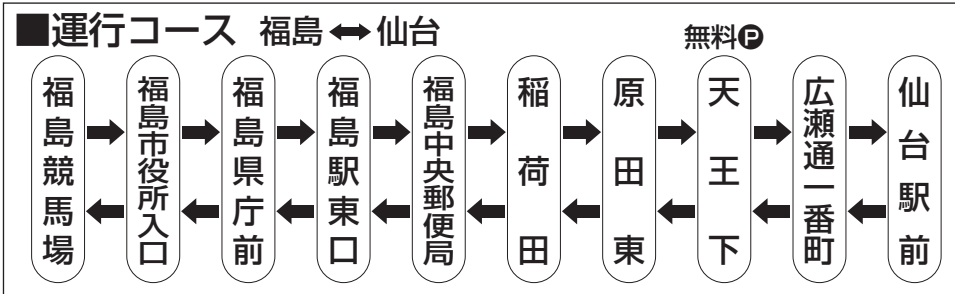 ■運行コース 福島⟷仙台
無料Ⓟ
福島競馬場
福島市役所入口
福島県庁前
福島駅東口
福島中央郵便局
稲荷田
原田東
天王下
広瀬通一番町
仙台駅前